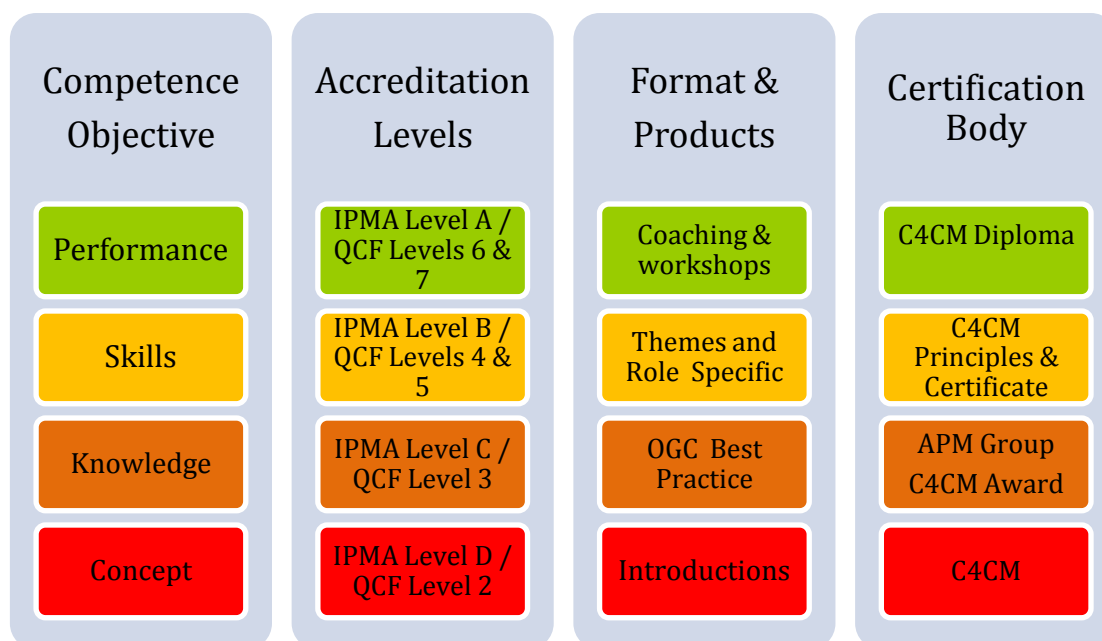 Competence
Objective
Performance
Skills
Knowledge
Concept
Accreditation
Levels
IPMA Level A /
QCF Levels 6 &
7
IPMA Level B /
QCF Levels 4 &
5
IPMA Level C /
QCF Level 3
IPMA Level D /
QCF Level 2
Format &
Products
Coaching &
workshops
Themes and
Role Specific
OGC Best
Practice
Introductions
Certification
Body
C4CM Diploma
C4CM
Principles &
Certificate
APM Group
C4CM Award
C4CM